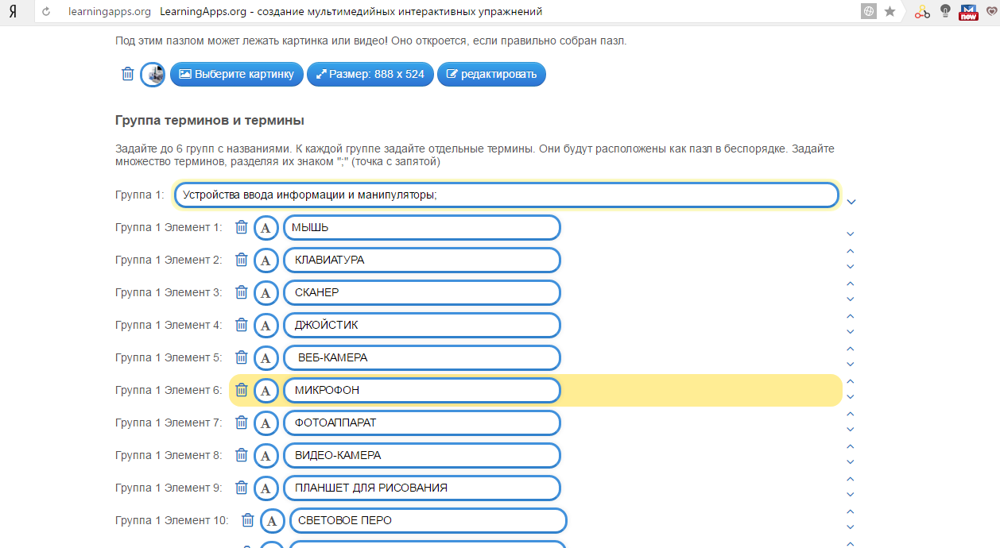 Я learningapps.org LearningApps.org - создание мультимедийных интерактивных упражнений
new
Под этим пазлом может лежать картинка или видео! Оно откроется, если правильно собран пазл.
Выберите картинку Размер: 888 x 524 редактировать
Группа терминов и термины
Задайте до 6 групп с названиями. К каждой группе задайте отдельные термины. Они будут расположены как пазл в беспорядке. Задайте
множество терминов, разделяя их знаком ";" (точка с запятой)
Группа 1: Устройства ввода информации и манипуляторы;
Группа 1 Элемент 1: A МЫШЬ
Группа 1 Элемент 2: A КЛАВИАТУРА
Группа 1 Элемент 3: A СКАНЕР
Группа 1 Элемент 4: A ДЖОЙСТИК
Группа 1 Элемент 5: A ВЕБ-КАМЕРА
Группа 1 Элемент 6: A МИКРОФОН
Группа 1 Элемент 7: A ФОТОАППАРАТ
Группа 1 Элемент 8: A ВИДЕО-КАМЕРА
Группа 1 Элемент 9: A ПЛАНШЕТ ДЛЯ РИСОВАНИЯ
Группа 1 Элемент 10: A СВЕТОВОЕ ПЕРО